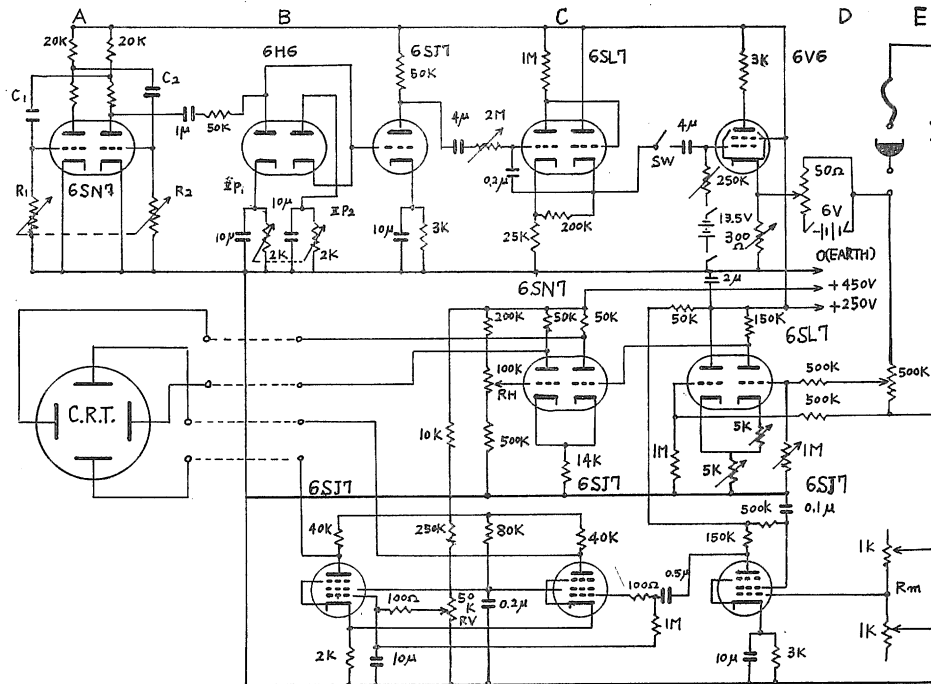 A B C D E
20K 20K 6H6 6SJ7 50K 1M 6SL7 3K 6V6
C1 C2
1μ 50K 4μ 2M 4μ
0.2μ SW
6SN7 250K 50Ω
R1 R2 ⅡP1 10μ ⅡP2 13.5V 6V
10μ 2K 2K 10μ 3K 25K 200K 300Ω
0(EARTH)
2μ +450V
6SN7 +250V
200K 50K 50K 50K 150K 6SL7
C.R.T. 100K RH 500K 500K
500K
10K 500K 5K
14K 1M 5K 1M
6SJ7 6SJ7 6SJ7
500K 0.1μ
40K 250K 80K 40K 150K
1K
100Ω 50K RV 0.2μ 100Ω 0.5μ Rm
1M 1K
2K 10μ 10μ 3K